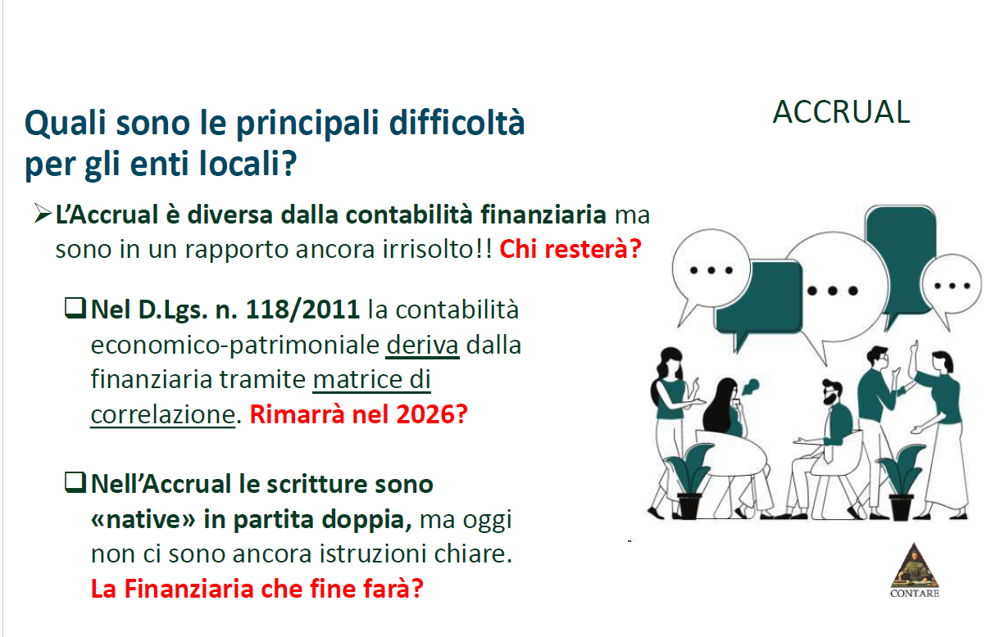 ACCRUAL
Quali sono le principali difficoltà
per gli enti locali?
➢L’Accrual è diversa dalla contabilità finanziaria ma
sono in un rapporto ancora irrisolto!! Chi resterà?
❑Nel D.Lgs. n. 118/2011 la contabilità
economico-patrimoniale deriva dalla
finanziaria tramite matrice di
correlazione. Rimarrà nel 2026?
❑Nell’Accrual le scritture sono
«native» in partita doppia, ma oggi
non ci sono ancora istruzioni chiare.
La Finanziaria che fine farà?
CONTARE